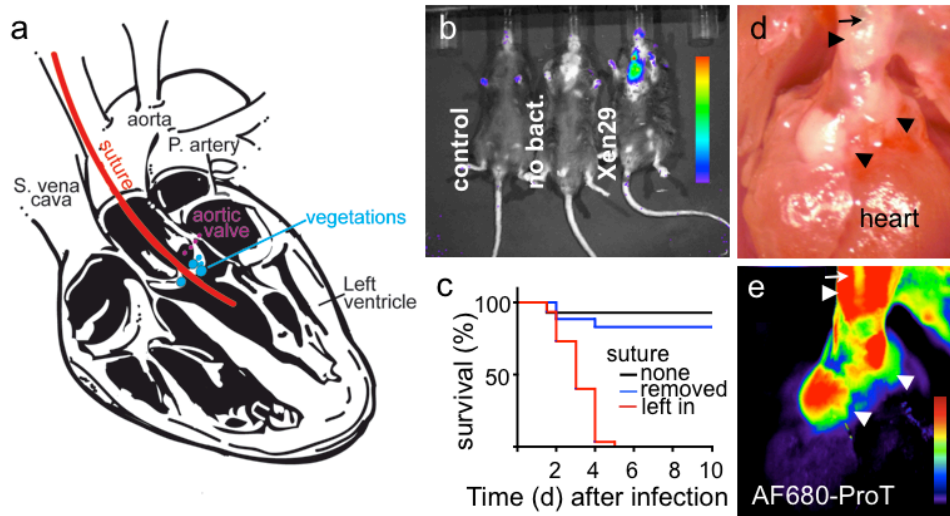 a
aorta
P. artery
S. vena
cava
suture
aortic
valve
vegetations
Left
ventricle
b
control
no bact.
Xen29
c
100
50
survival (%)
suture
none
removed
left in
2 4 6 8 10
Time (d) after infection
d
heart
e
AF680-ProT